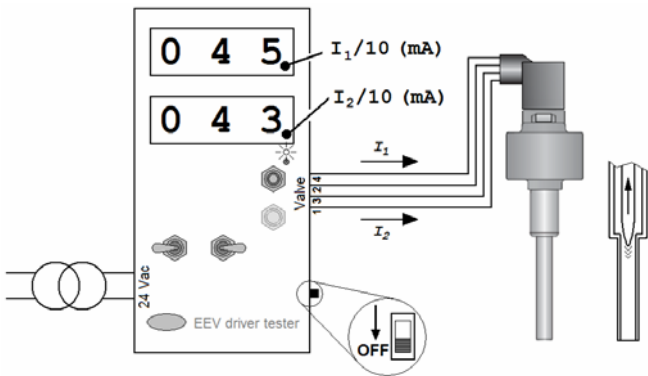 0 4 5.
I1/10 (mA)
0 4 3.
I2/10 (mA)
I1
Valve
4
2
3
1
I2
24 Vac
EEV driver tester
OFF